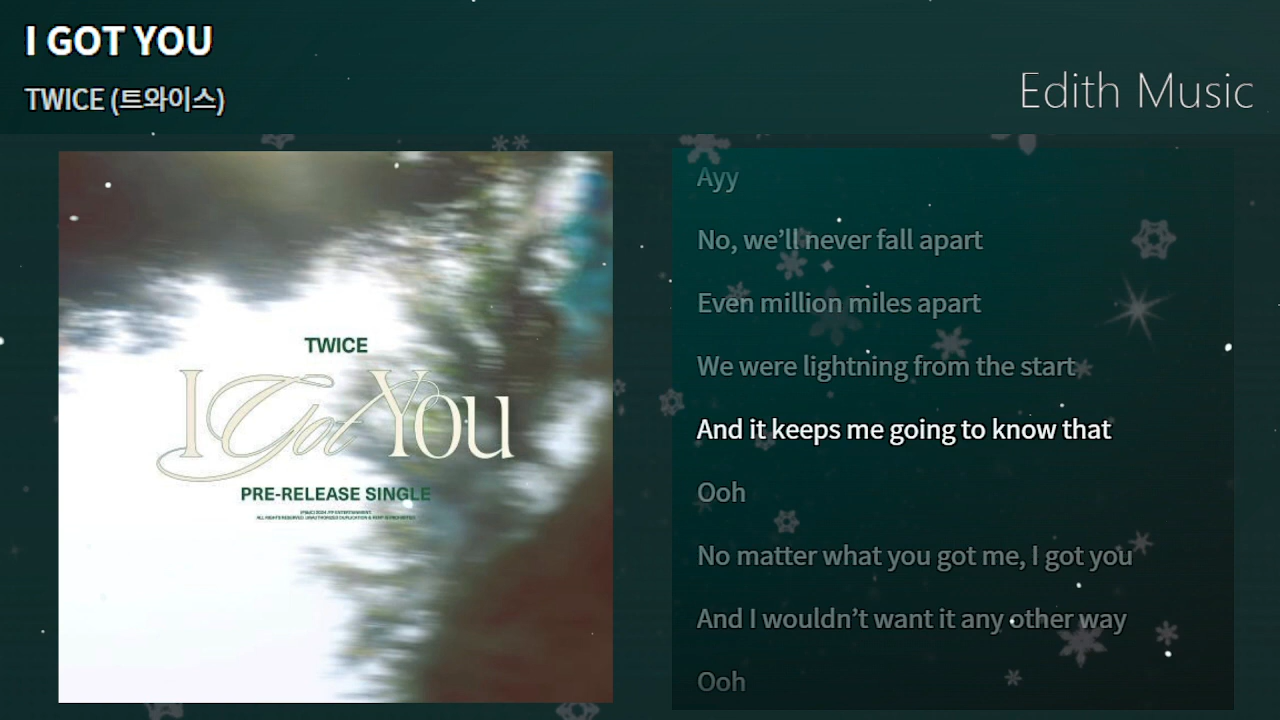 I GOT YOU
TWICE (트와이스)
Edith Music
TWICE
I Got You
PRE-RELEASE SINGLE
Ayy
No, we’ll never fall apart
Even million miles apart
We were lightning from the start
And it keeps me going to know that
Ooh
No matter what you got me, I got you
And I wouldn’t want it any other way
Ooh